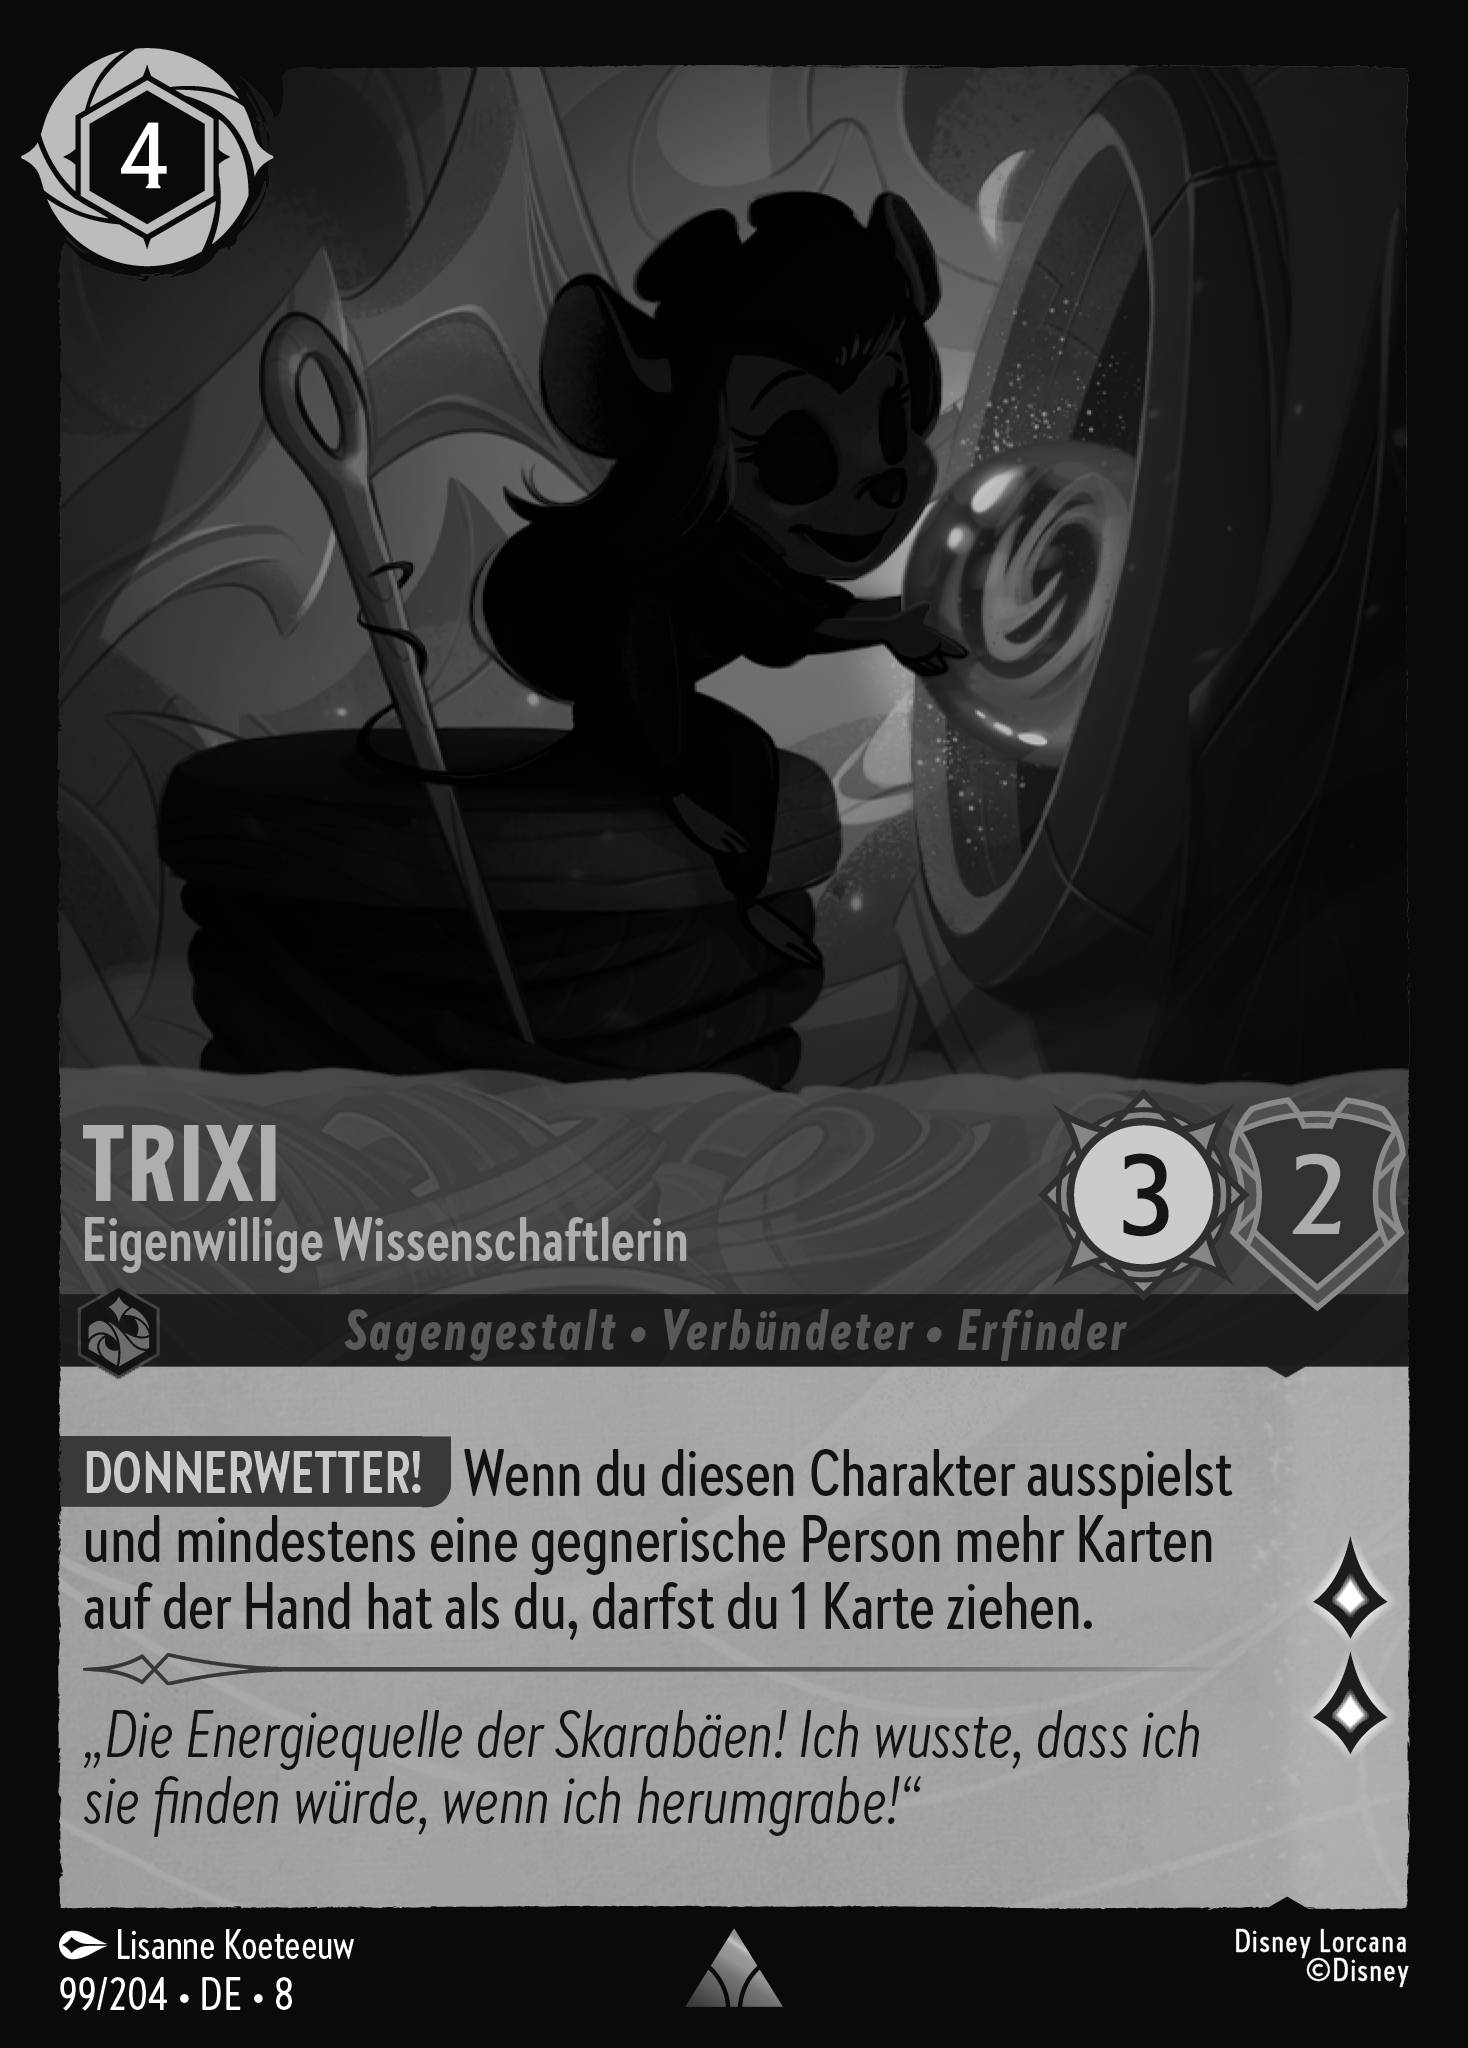 4
TRIXI
Eigenwillige Wissenschaftlerin
3
2
Sagengestalt • Verbündeter • Erfinder
DONNERWETTER! Wenn du diesen Charakter ausspielst
und mindestens eine gegnerische Person mehr Karten
auf der Hand hat als du, darfst du 1 Karte ziehen.
„Die Energiequelle der Skarabäen! Ich wusste, dass ich
sie finden würde, wenn ich herumgrabe!“
Lisanne Koeteeuw
99/204 • DE • 8
Disney Lorcana
©Disney